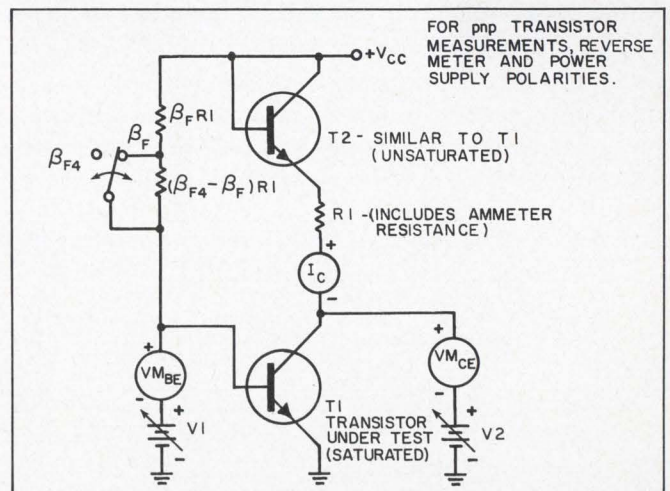 FOR pnp TRANSISTOR
MEASUREMENTS, REVERSE
METER AND POWER
SUPPLY POLARITIES.
+VCC
βFR1
βF
βF4
(βF4-βF)R1
T2- SIMILAR TO T1
(UNSATURATED)
R1 -(INCLUDES AMMETER
RESISTANCE)
+
IC
-
+
VMBE
-
+
V1
-
T1
TRANSISTOR
UNDER TEST
(SATURATED)
+
VMCE
-
+
V2
-